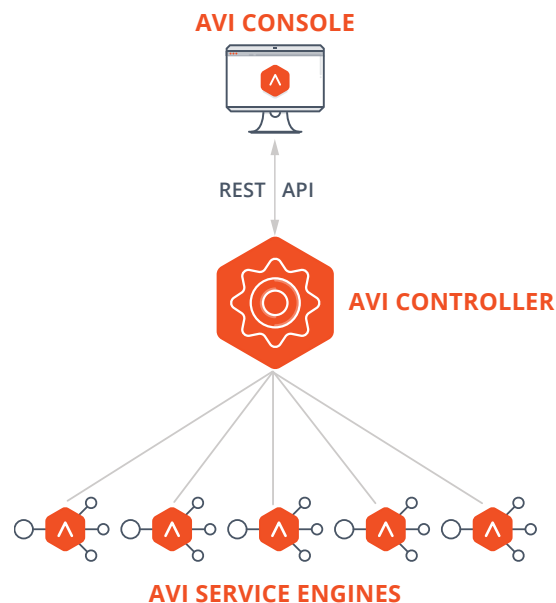 AVI CONSOLE
REST API
AVI CONTROLLER
AVI SERVICE ENGINES